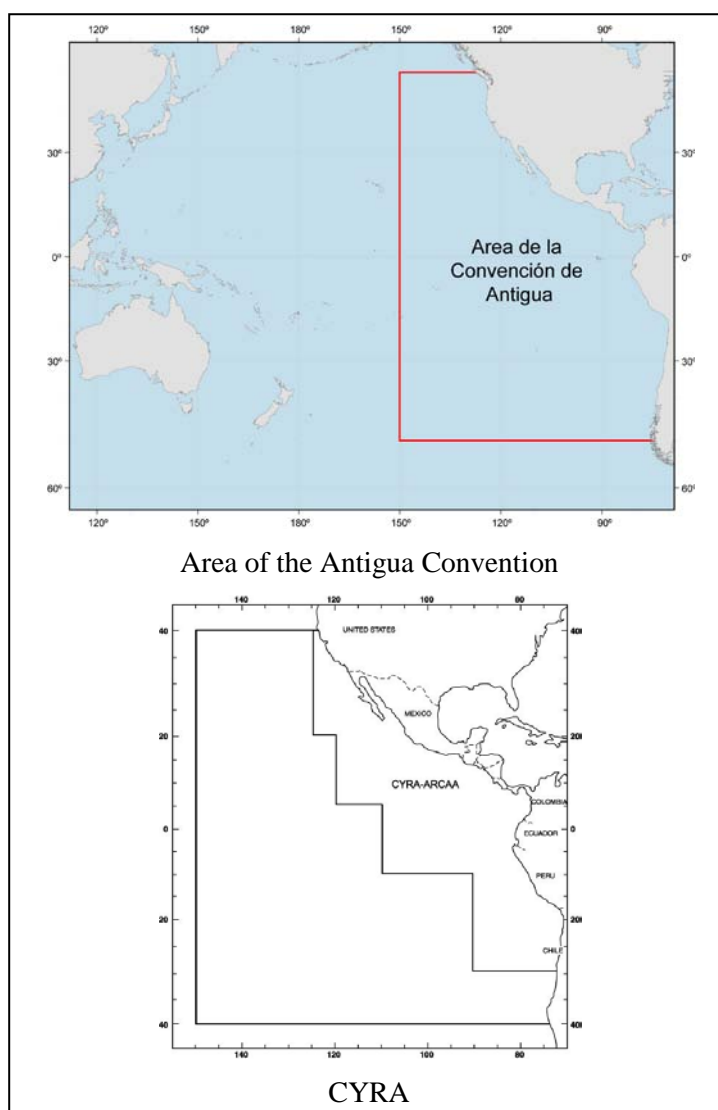 120º 150º 180º 150º 120º 90º
30º 30º
Area de la
Convención de
Antigua
0º 0º
30º 30º
60º 60º
120º 150º 180º 150º 120º 90º
Area of the Antigua Convention
140 120 100 80
40 40
UNITED STATES
MEXICO
20 20
CYRA-ARCAA
COLOMBIA
0 0
ECUADOR
PERU
20 20
CHILE
40 40
140 120 100 80
CYRA